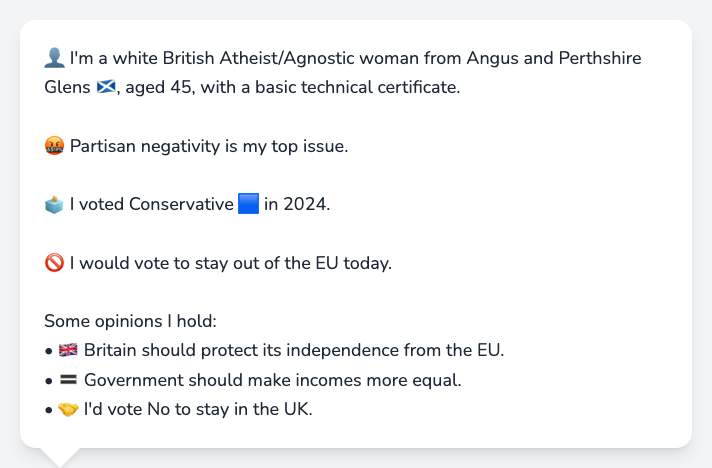 👤 I'm a white British Atheist/Agnostic woman from Angus and Perthshire
Glens 🏴󠁧󠁢󠁳󠁣󠁴󠁿, aged 45, with a basic technical certificate.
🤬 Partisan negativity is my top issue.
🗳️ I voted Conservative 🟦 in 2024.
🚫 I would vote to stay out of the EU today.
Some opinions I hold:
• 🇬🇧 Britain should protect its independence from the EU.
• 🟰 Government should make incomes more equal.
• 🤝 I'd vote No to stay in the UK.